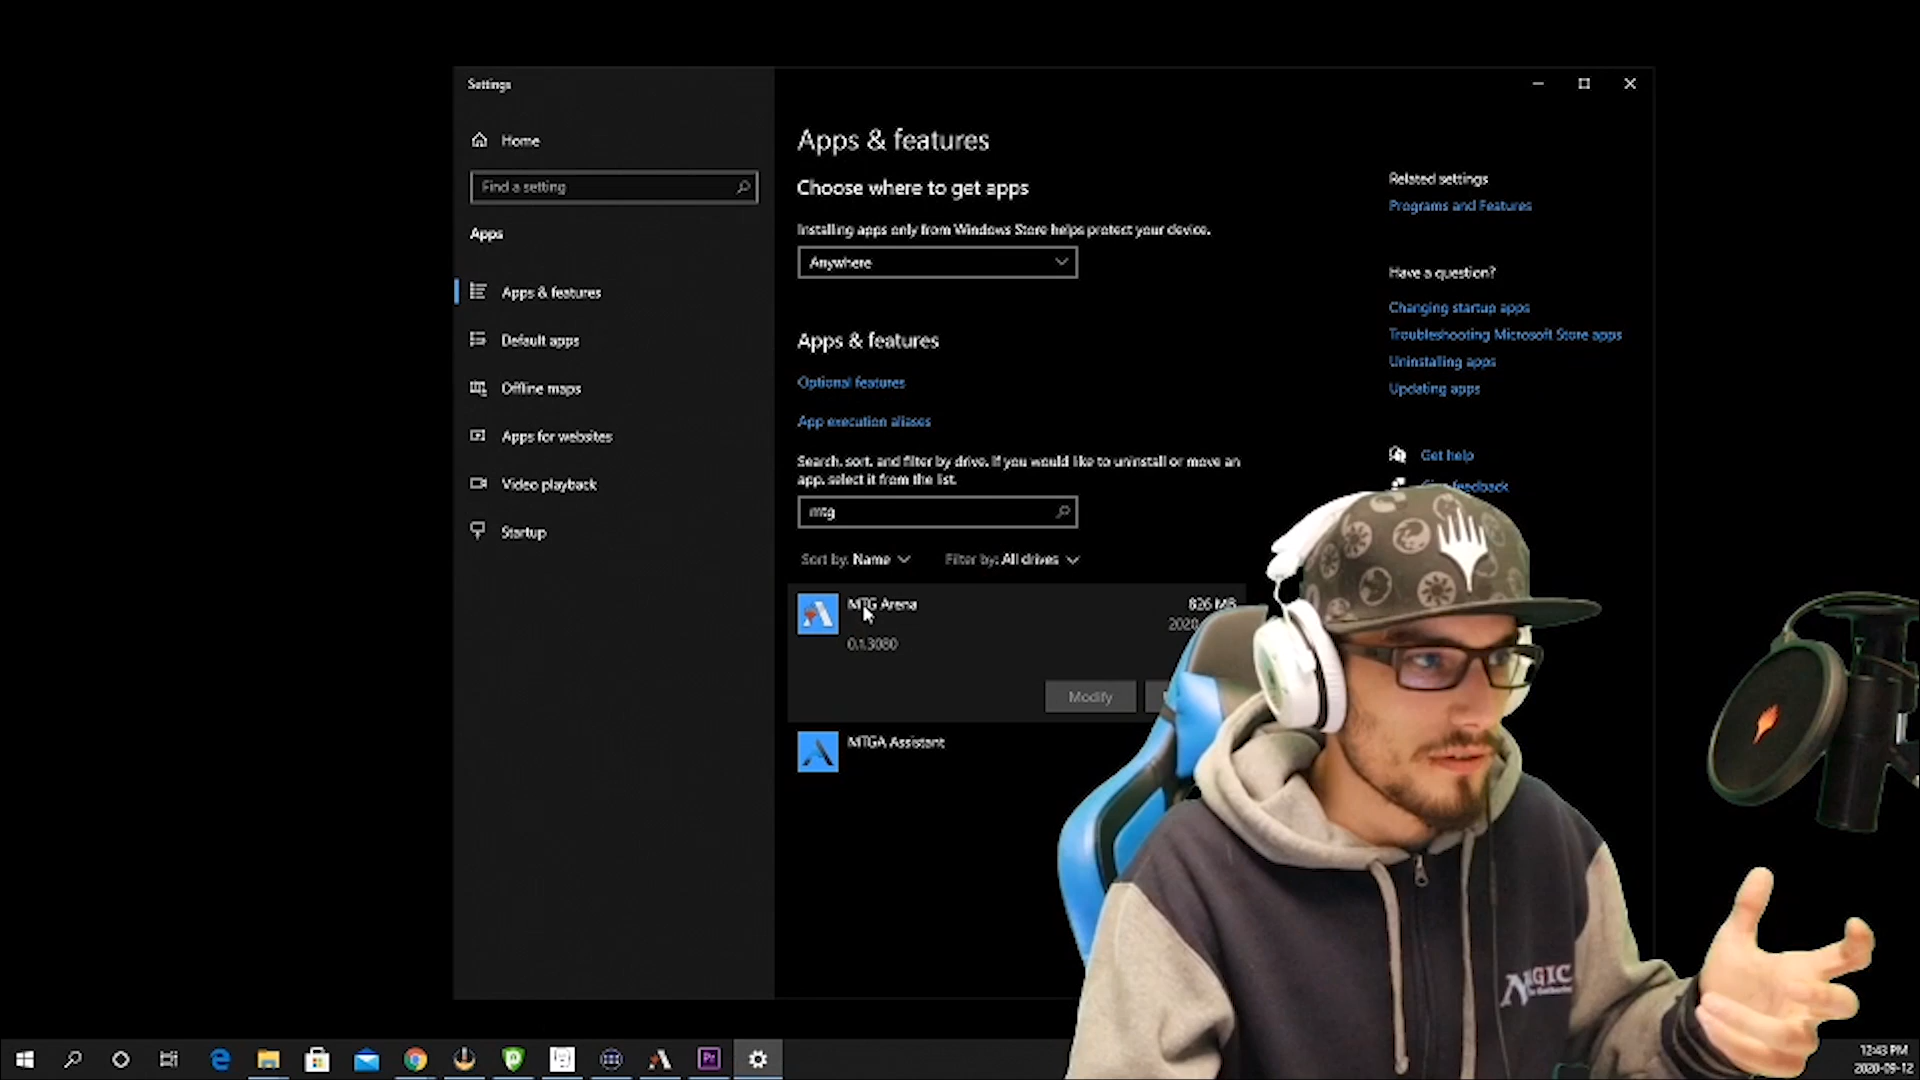 Settings
Home
Find a setting
Apps
Apps & features
Default apps
Offline maps
Apps for websites
Video playback
Startup
Apps & features
Choose where to get apps
Installing apps only from Windows Store helps protect your device.
Anywhere
Apps & features
Optional features
App execution aliases
Search, sort, and filter by drive. If you would like to uninstall or move an
app, select it from the list.
mtg
Sort by: Name Filter by: All drives
MTG Arena 826 MB
2020
0.1.3080
Modify
MTGA Assistant
Related settings
Programs and Features
Have a question?
Changing startup apps
Troubleshooting Microsoft Store apps
Uninstalling apps
Updating apps
Get help
feedback
MAGIC
Pr
12:43 PM
2020-09-12